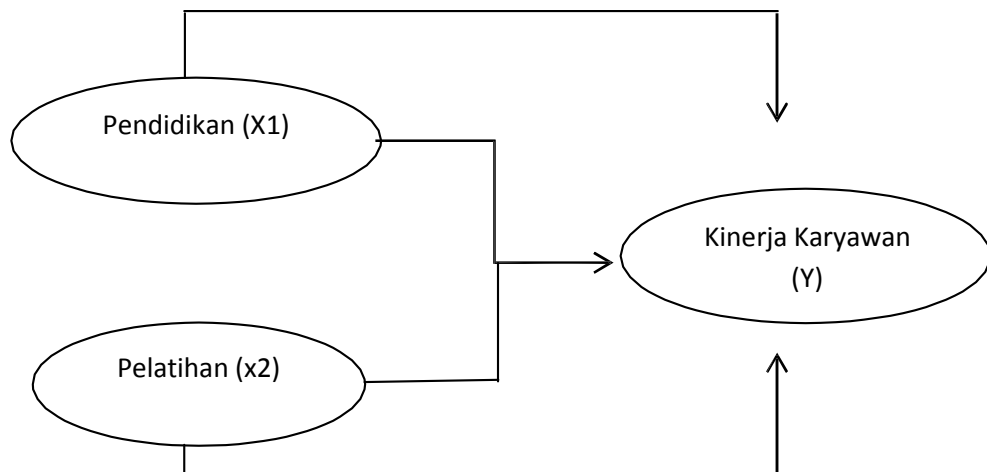 Pendidikan (X1)
Kinerja Karyawan
(Y)
Pelatihan (x2)